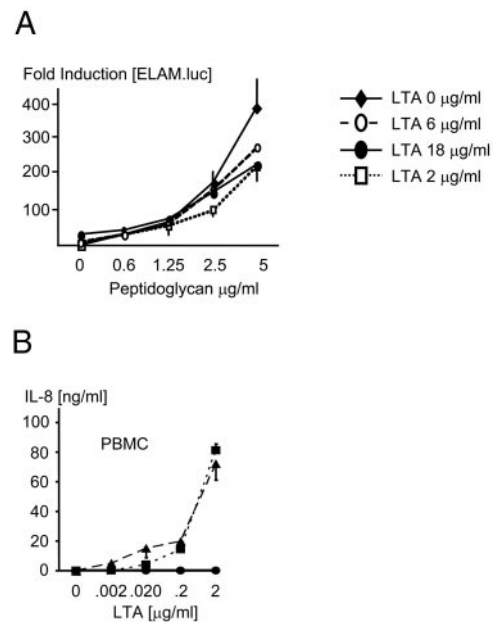 A
Fold Induction [ELAM.luc]
400
300
200
100
0 0.6 1.25 2.5 5
Peptidoglycan μg/ml
LTA 0 μg/ml
LTA 6 μg/ml
LTA 18 μg/ml
LTA 2 μg/ml
B
IL-8 [ng/ml]
100
80
60
40
20
0
PBMC
0 .002 .020 .2 2
LTA [μg/ml]